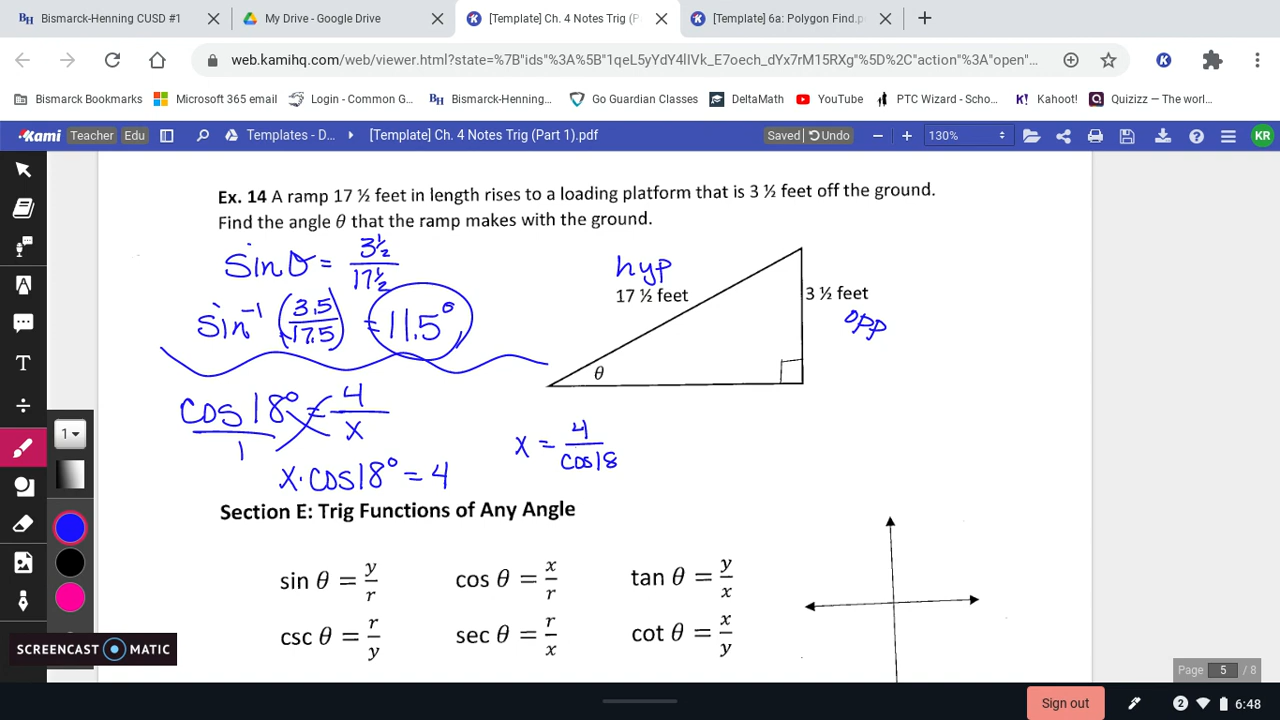 Bismarck-Henning CUSD #1
My Drive - Google Drive
[Template] Ch. 4 Notes Trig (P
[Template] 6a: Polygon Find.p
web.kamihq.com/web/viewer.html?state=%7B"ids"%3A%5B"1qeL5yYdY4lIVk_E7oech_dYx7rM15RXg"%5D%2C"action"%3A"open"...
Bismarck Bookmarks
Microsoft 365 email
Login - Common G...
BH Bismarck-Henning...
Go Guardian Classes
DeltaMath
YouTube
PTC Wizard - Scho...
K! Kahoot!
Quizizz — The worl...
Kami Teacher Edu
Templates - D...
[Template] Ch. 4 Notes Trig (Part 1).pdf
Saved Undo
130%
KR
Ex. 14 A ramp 17 ½ feet in length rises to a loading platform that is 3 ½ feet off the ground.
Find the angle θ that the ramp makes with the ground.
sin θ = 3½/17½
hyp
17 ½ feet
3 ½ feet
opp
sin⁻¹ (3.5/17.5) = 11.5°
θ
cos 18°/1 = 4/x
x = 4/cos18
x · cos18° = 4
Section E: Trig Functions of Any Angle
sin θ = y/r
cos θ = x/r
tan θ = y/x
csc θ = r/y
sec θ = r/x
cot θ = x/y
1
SCREENCAST MATIC
Page 5 / 8
Sign out
2
6:48